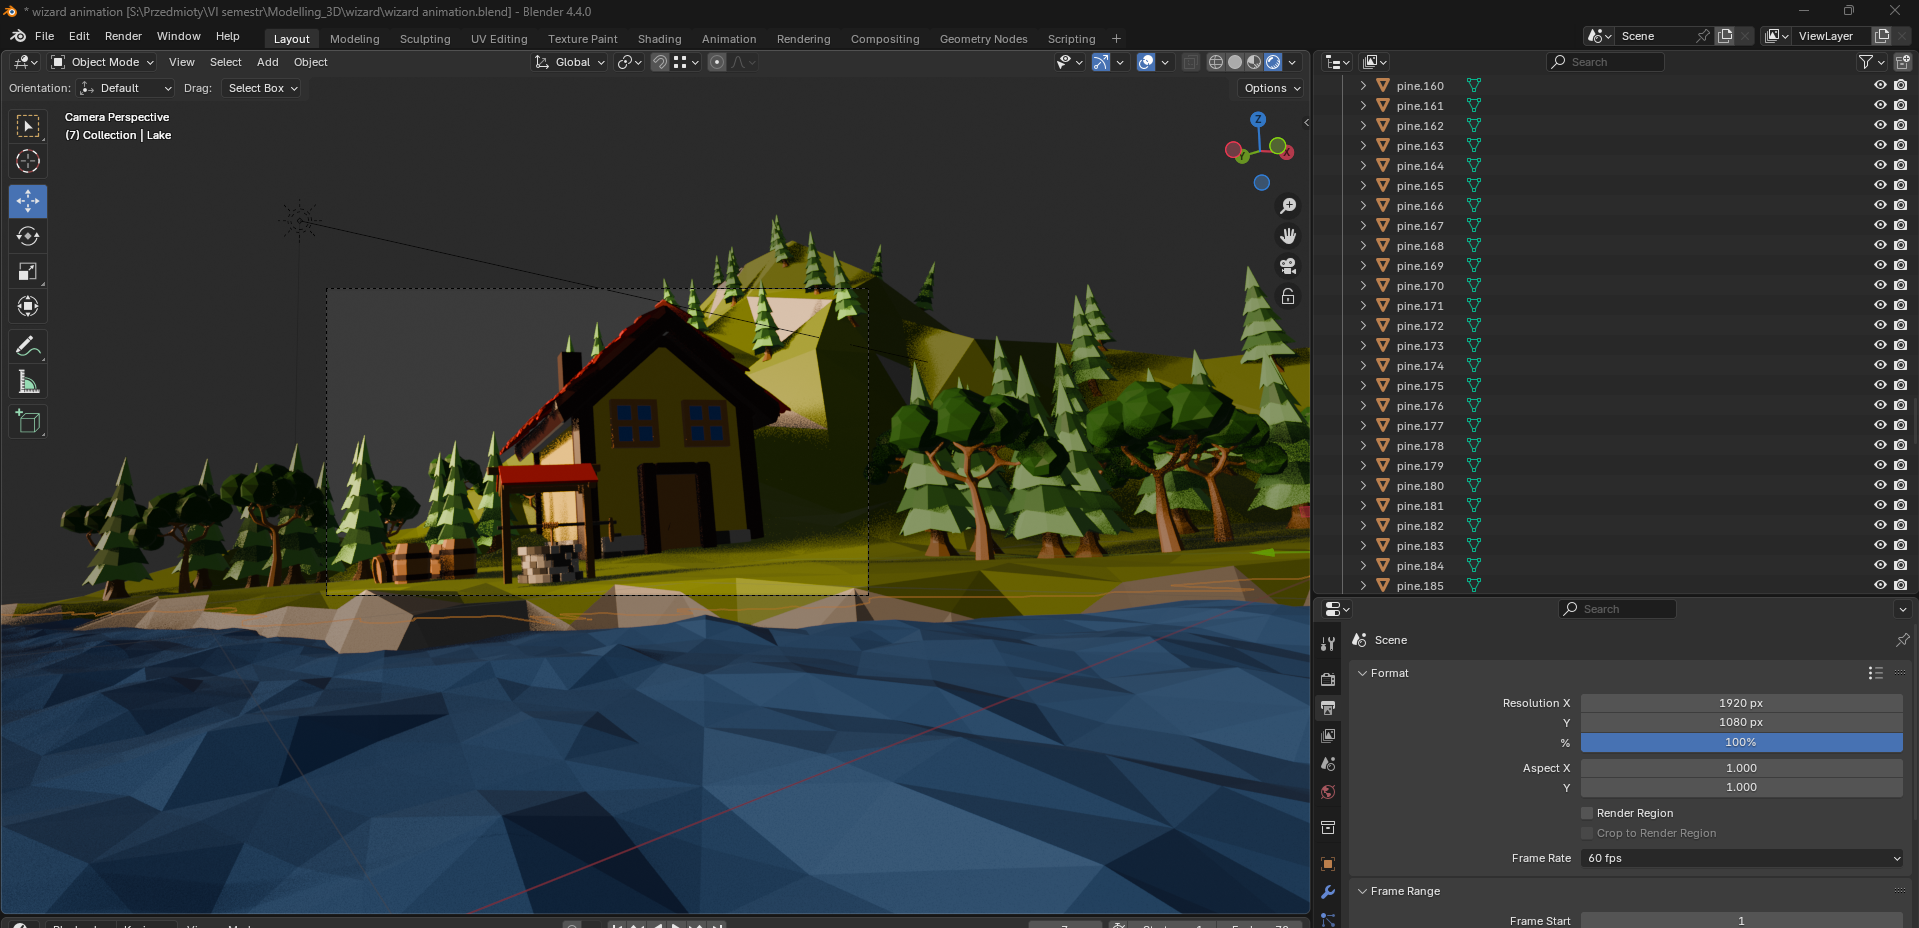 * wizard animation [S:\Przedmioty\VI semestr\Modelling_3D\wizard\wizard animation.blend] - Blender 4.4.0
File Edit Render Window Help Layout Modeling Sculpting UV Editing Texture Paint Shading Animation Rendering Compositing Geometry Nodes Scripting + Scene ViewLayer
Object Mode View Select Add Object Global Search
Orientation: Default Drag: Select Box Options
Camera Perspective
(7) Collection | Lake
Z
Y
X
pine.160
pine.161
pine.162
pine.163
pine.164
pine.165
pine.166
pine.167
pine.168
pine.169
pine.170
pine.171
pine.172
pine.173
pine.174
pine.175
pine.176
pine.177
pine.178
pine.179
pine.180
pine.181
pine.182
pine.183
pine.184
pine.185
Search
Scene
Format
Resolution X 1920 px
Y 1080 px
% 100%
Aspect X 1.000
Y 1.000
Render Region
Crop to Render Region
Frame Rate 60 fps
Frame Range
Frame Start 1